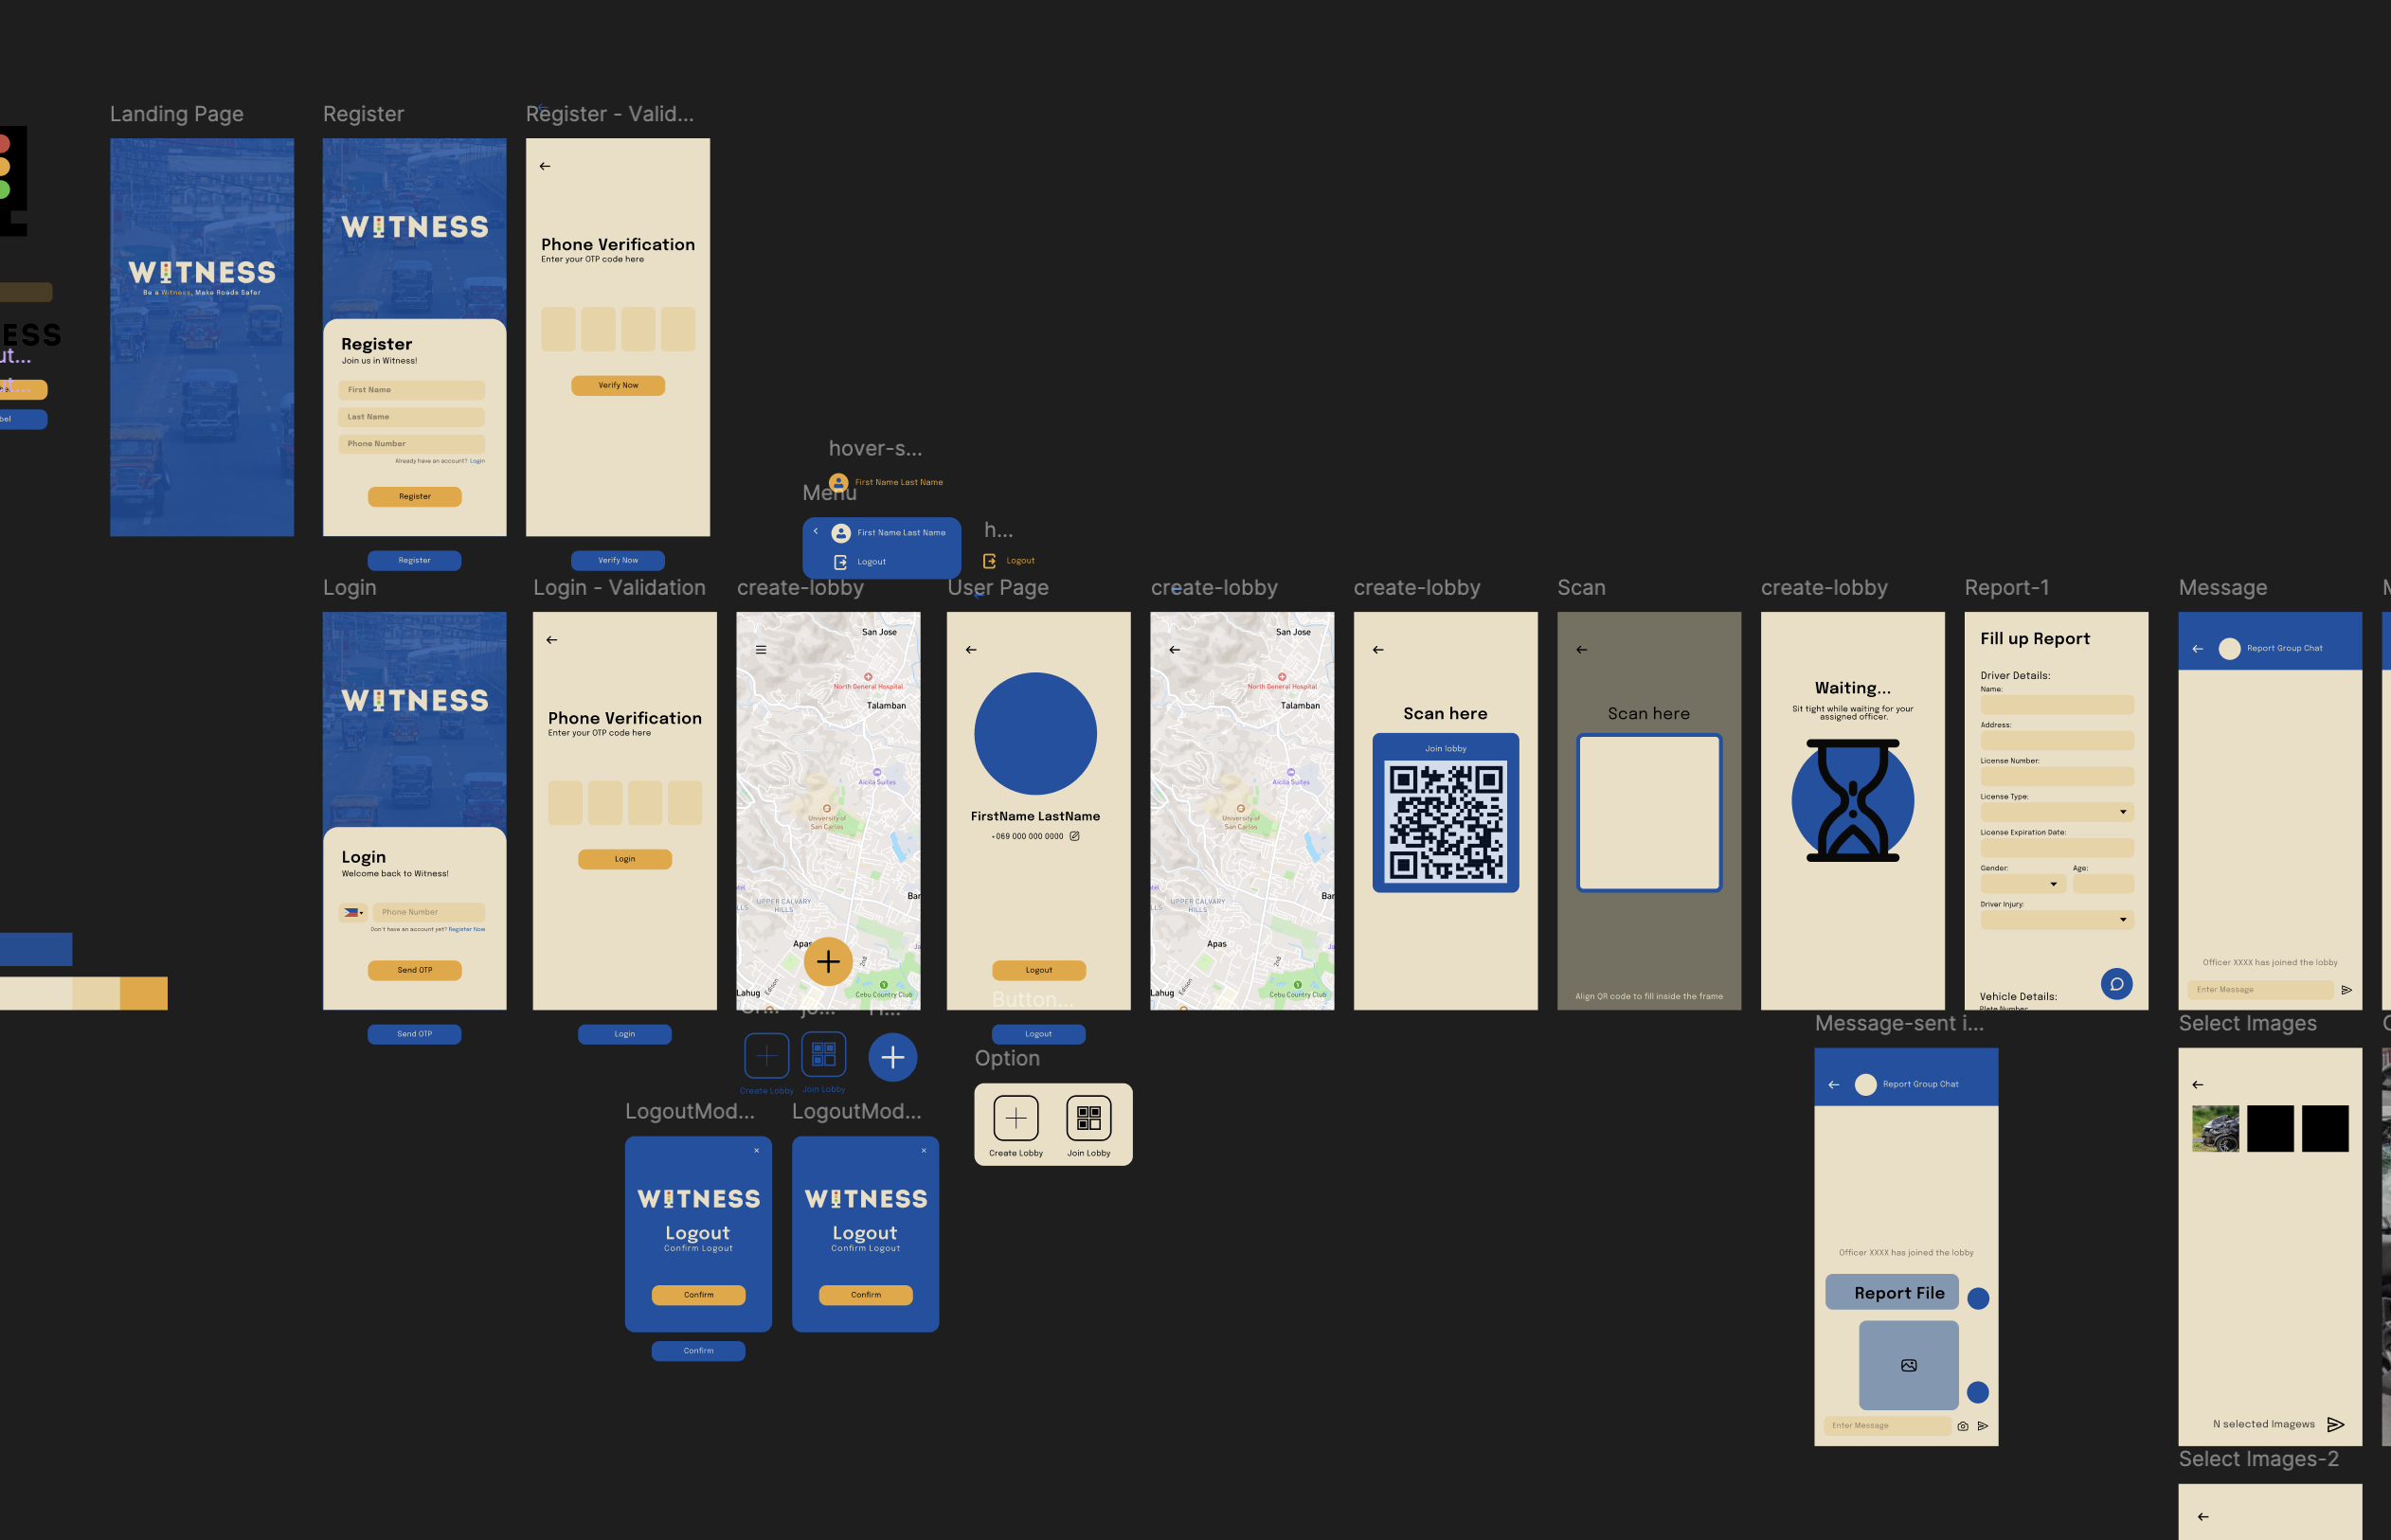 Landing Page
WITNESS
Be a Witness, Make Roads Safer
Register
WITNESS
Register
Join us in Witness!
First Name
Last Name
Phone Number
Already have an account? Login
Register
Register
Register - Valid...
Phone Verification
Enter your OTP code here
Verify Now
Verify Now
ESS
ut...
ut...
bel
hover-s...
First Name Last Name
Menu
First Name Last Name
Logout
h...
Logout
Login
WITNESS
Login
Welcome back to Witness!
Phone Number
Don't have an account yet? Register Now
Send OTP
Send OTP
Login - Validation
Phone Verification
Enter your OTP code here
Login
Login
create-lobby
San Jose
North General Hospital
Talamban
Aicila Suites
University of
San Carlos
UPPER CALVARY
HILLS
Bar
Apas
2nd
Edison
Lahug
Cebu Country Club
Create Lobby
Join Lobby
User Page
FirstName LastName
+069 000 000 0000
Logout
Button...
Logout
create-lobby
San Jose
North General Hospital
Talamban
Aicila Suites
University of
San Carlos
tel
LLS
UPPER CALVARY
HILLS
Bar
Apas
Ja
2nd
Edison
Lahug
Cebu Country Club
create-lobby
Scan here
Join lobby
Scan
Scan here
Align QR code to fill inside the frame
create-lobby
Waiting...
Sit tight while waiting for your
assigned officer.
Report-1
Fill up Report
Driver Details:
Name:
Address:
License Number:
License Type:
License Expiration Date:
Gender:
Age:
Driver Injury:
Vehicle Details:
Plate Number
Message
Report Group Chat
Officer XXXX has joined the lobby
Enter Message
Option
Create Lobby
Join Lobby
LogoutMod...
WITNESS
Logout
Confirm Logout
Confirm
Confirm
LogoutMod...
WITNESS
Logout
Confirm Logout
Confirm
Message-sent i...
Report Group Chat
Officer XXXX has joined the lobby
Report File
Enter Message
Select Images
N selected Imagews
Select Images-2